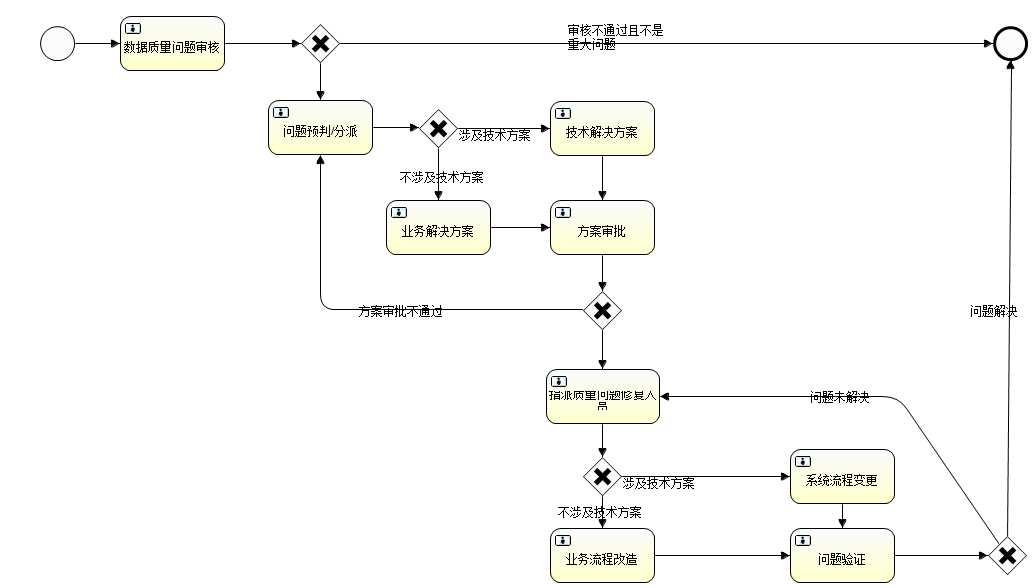 审核不通过且不是
重大问题
数据质量问题审核
问题预判/分派
涉及技术方案
技术解决方案
不涉及技术方案
业务解决方案
方案审批
方案审批不通过
问题解决
指派质量问题修复人
员
问题未解决
涉及技术方案
系统流程变更
不涉及技术方案
业务流程改造
问题验证